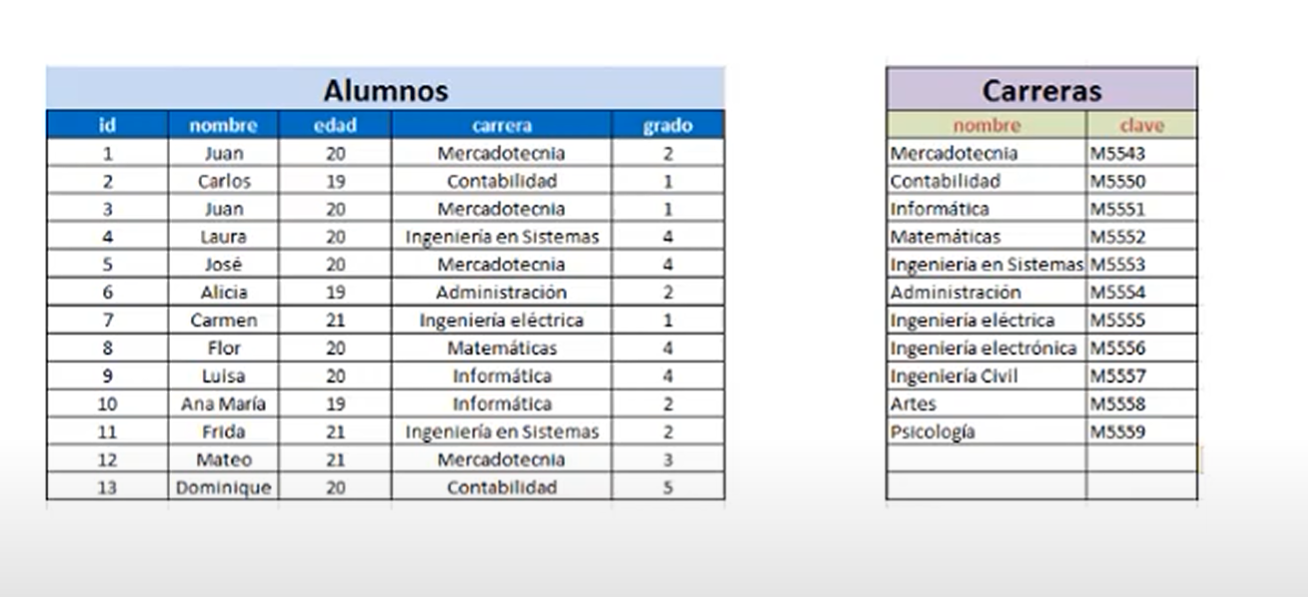 Alumnos
id nombre edad carrera grado
1 Juan 20 Mercadotecnia 2
2 Carlos 19 Contabilidad 1
3 Juan 20 Mercadotecnia 1
4 Laura 20 Ingeniería en Sistemas 4
5 José 20 Mercadotecnia 4
6 Alicia 19 Administración 2
7 Carmen 21 Ingeniería eléctrica 1
8 Flor 20 Matemáticas 4
9 Luisa 20 Informática 4
10 Ana María 19 Informática 2
11 Frida 21 Ingeniería en Sistemas 2
12 Mateo 21 Mercadotecnia 3
13 Dominique 20 Contabilidad 5
Carreras
nombre clave
Mercadotecnia M5543
Contabilidad M5550
Informática M5551
Matemáticas M5552
Ingeniería en Sistemas M5553
Administración M5554
Ingeniería eléctrica M5555
Ingeniería electrónica M5556
Ingeniería Civil M5557
Artes M5558
Psicología M5559